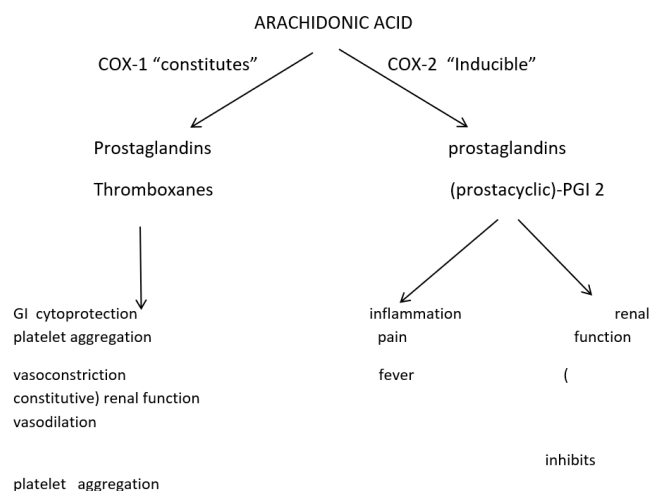 ARACHIDONIC ACID
COX-1 “constitutes” COX-2 “Inducible”
Prostaglandins prostaglandins
Thromboxanes (prostacyclic)-PGI 2
GI cytoprotection inflammation renal
platelet aggregation pain function
vasoconstriction fever (
constitutive) renal function
vasodilation
inhibits
platelet aggregation